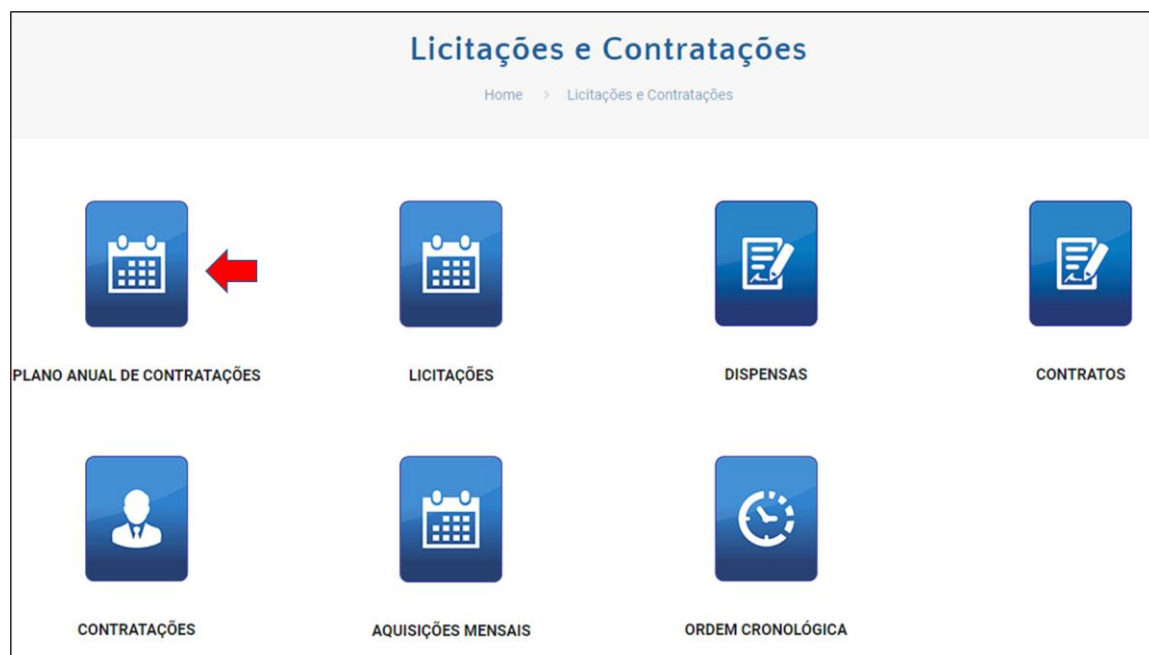 Licitações e Contratações
Home > Licitações e Contratações
PLANO ANUAL DE CONTRATAÇÕES
LICITAÇÕES
DISPENSAS
CONTRATOS
CONTRATAÇÕES
AQUISIÇÕES MENSAIS
ORDEM CRONOLÓGICA